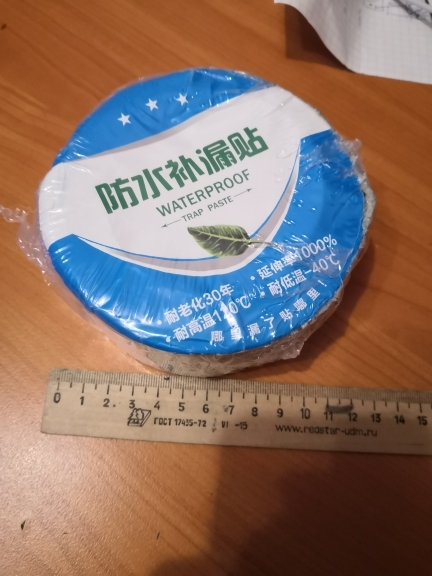 防水补漏贴
WATERPROOF
TRAP PASTE
耐老化30年 · 延伸率1000%
· 耐高温110℃ · 耐低温-40℃
0 1 2 3 4 5 6 7 8 9 10 11 12 13 14 15
ГОСТ 17435-72 VI -15
www.redstar-udm.ru